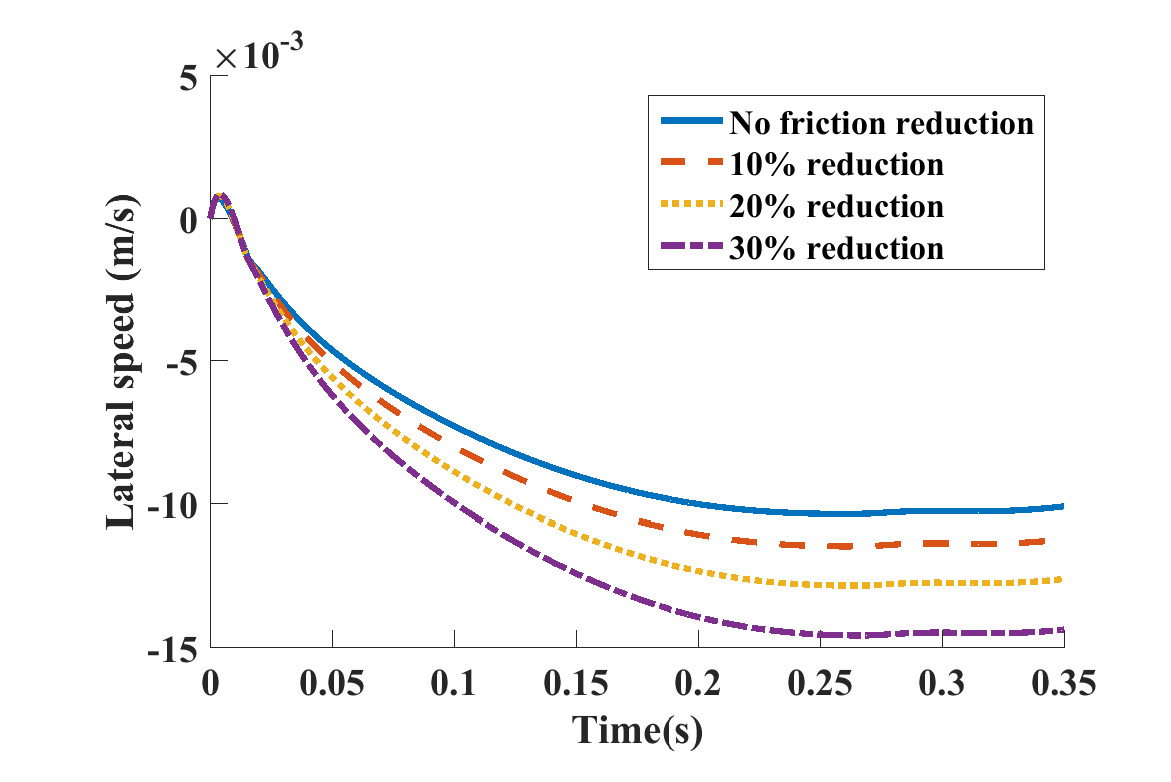 ×10-3
5
0
-5
-10
-15
Lateral speed (m/s)
No friction reduction
10% reduction
20% reduction
30% reduction
0 0.05 0.1 0.15 0.2 0.25 0.3 0.35
Time(s)